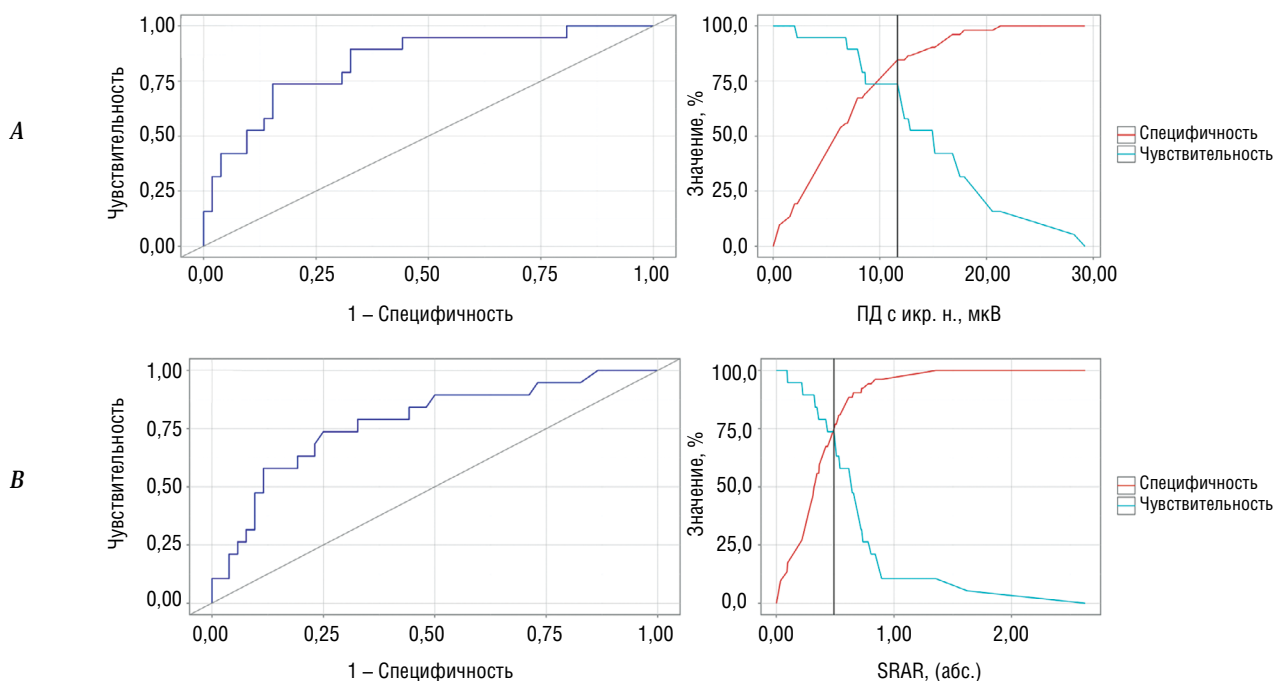 A
Чувствительность
1,00
0,75
0,50
0,25
0,00
0,00 0,25 0,50 0,75 1,00
1 – Специфичность
Значение, %
100,0
75,0
50,0
25,0
0,0
0,00 10,00 20,00 30,00
ПД с икр. н., мкВ
Специфичность
Чувствительность
B
Чувствительность
1,00
0,75
0,50
0,25
0,00
0,00 0,25 0,50 0,75 1,00
1 – Специфичность
Значение, %
100,0
75,0
50,0
25,0
0,0
0,00 1,00 2,00
SRAR, (абс.)
Специфичность
Чувствительность